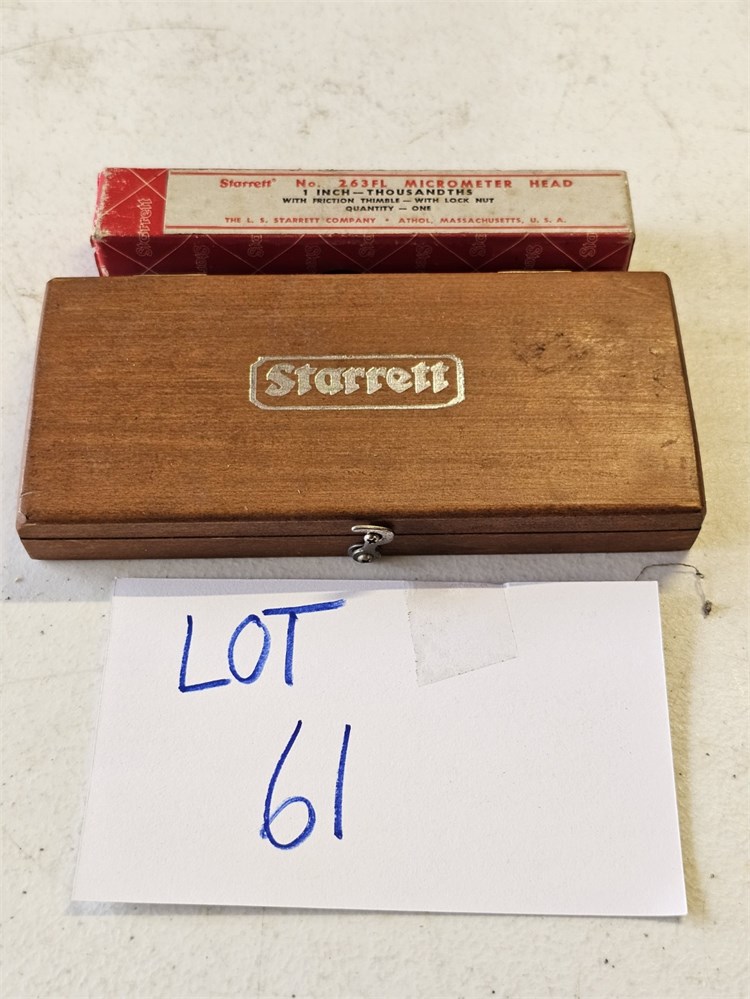 Starrett® No. 263FL MICROMETER HEAD
1 INCH—THOUSANDTHS
WITH FRICTION THIMBLE — WITH LOCK NUT
QUANTITY — ONE
THE L. S. STARRETT COMPANY • ATHOL, MASSACHUSETTS, U. S. A.
Starrett
Starrett
LOT
61